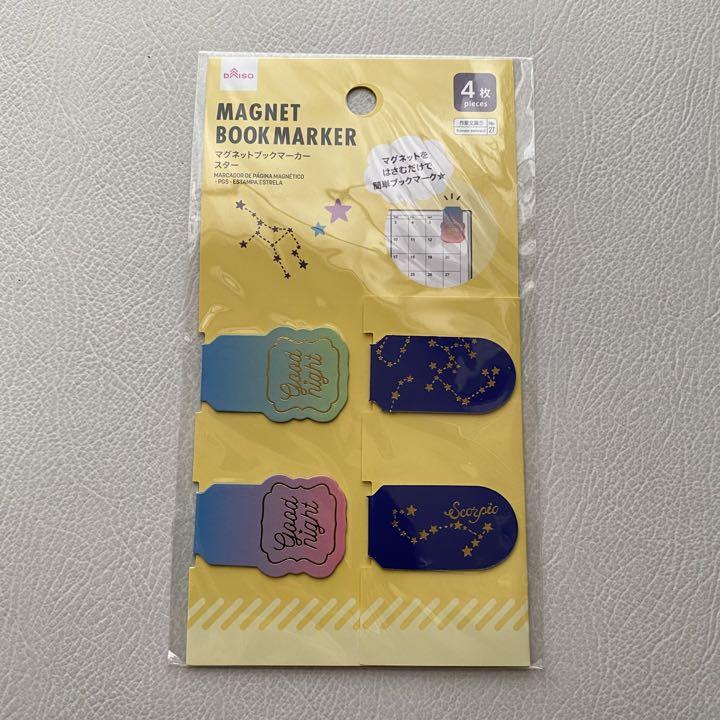 DAISO
MAGNET
BOOK MARKER
マグネットブックマーカー
スター
MARCADOR DE PÁGINA MAGNÉTICO
- PGS - ESTAMPA, ESTRELA
4枚
pieces
No.
27
マグネットを
はさむだけで
簡単ブックマーク★
Good
night
Good
night
Scorpio